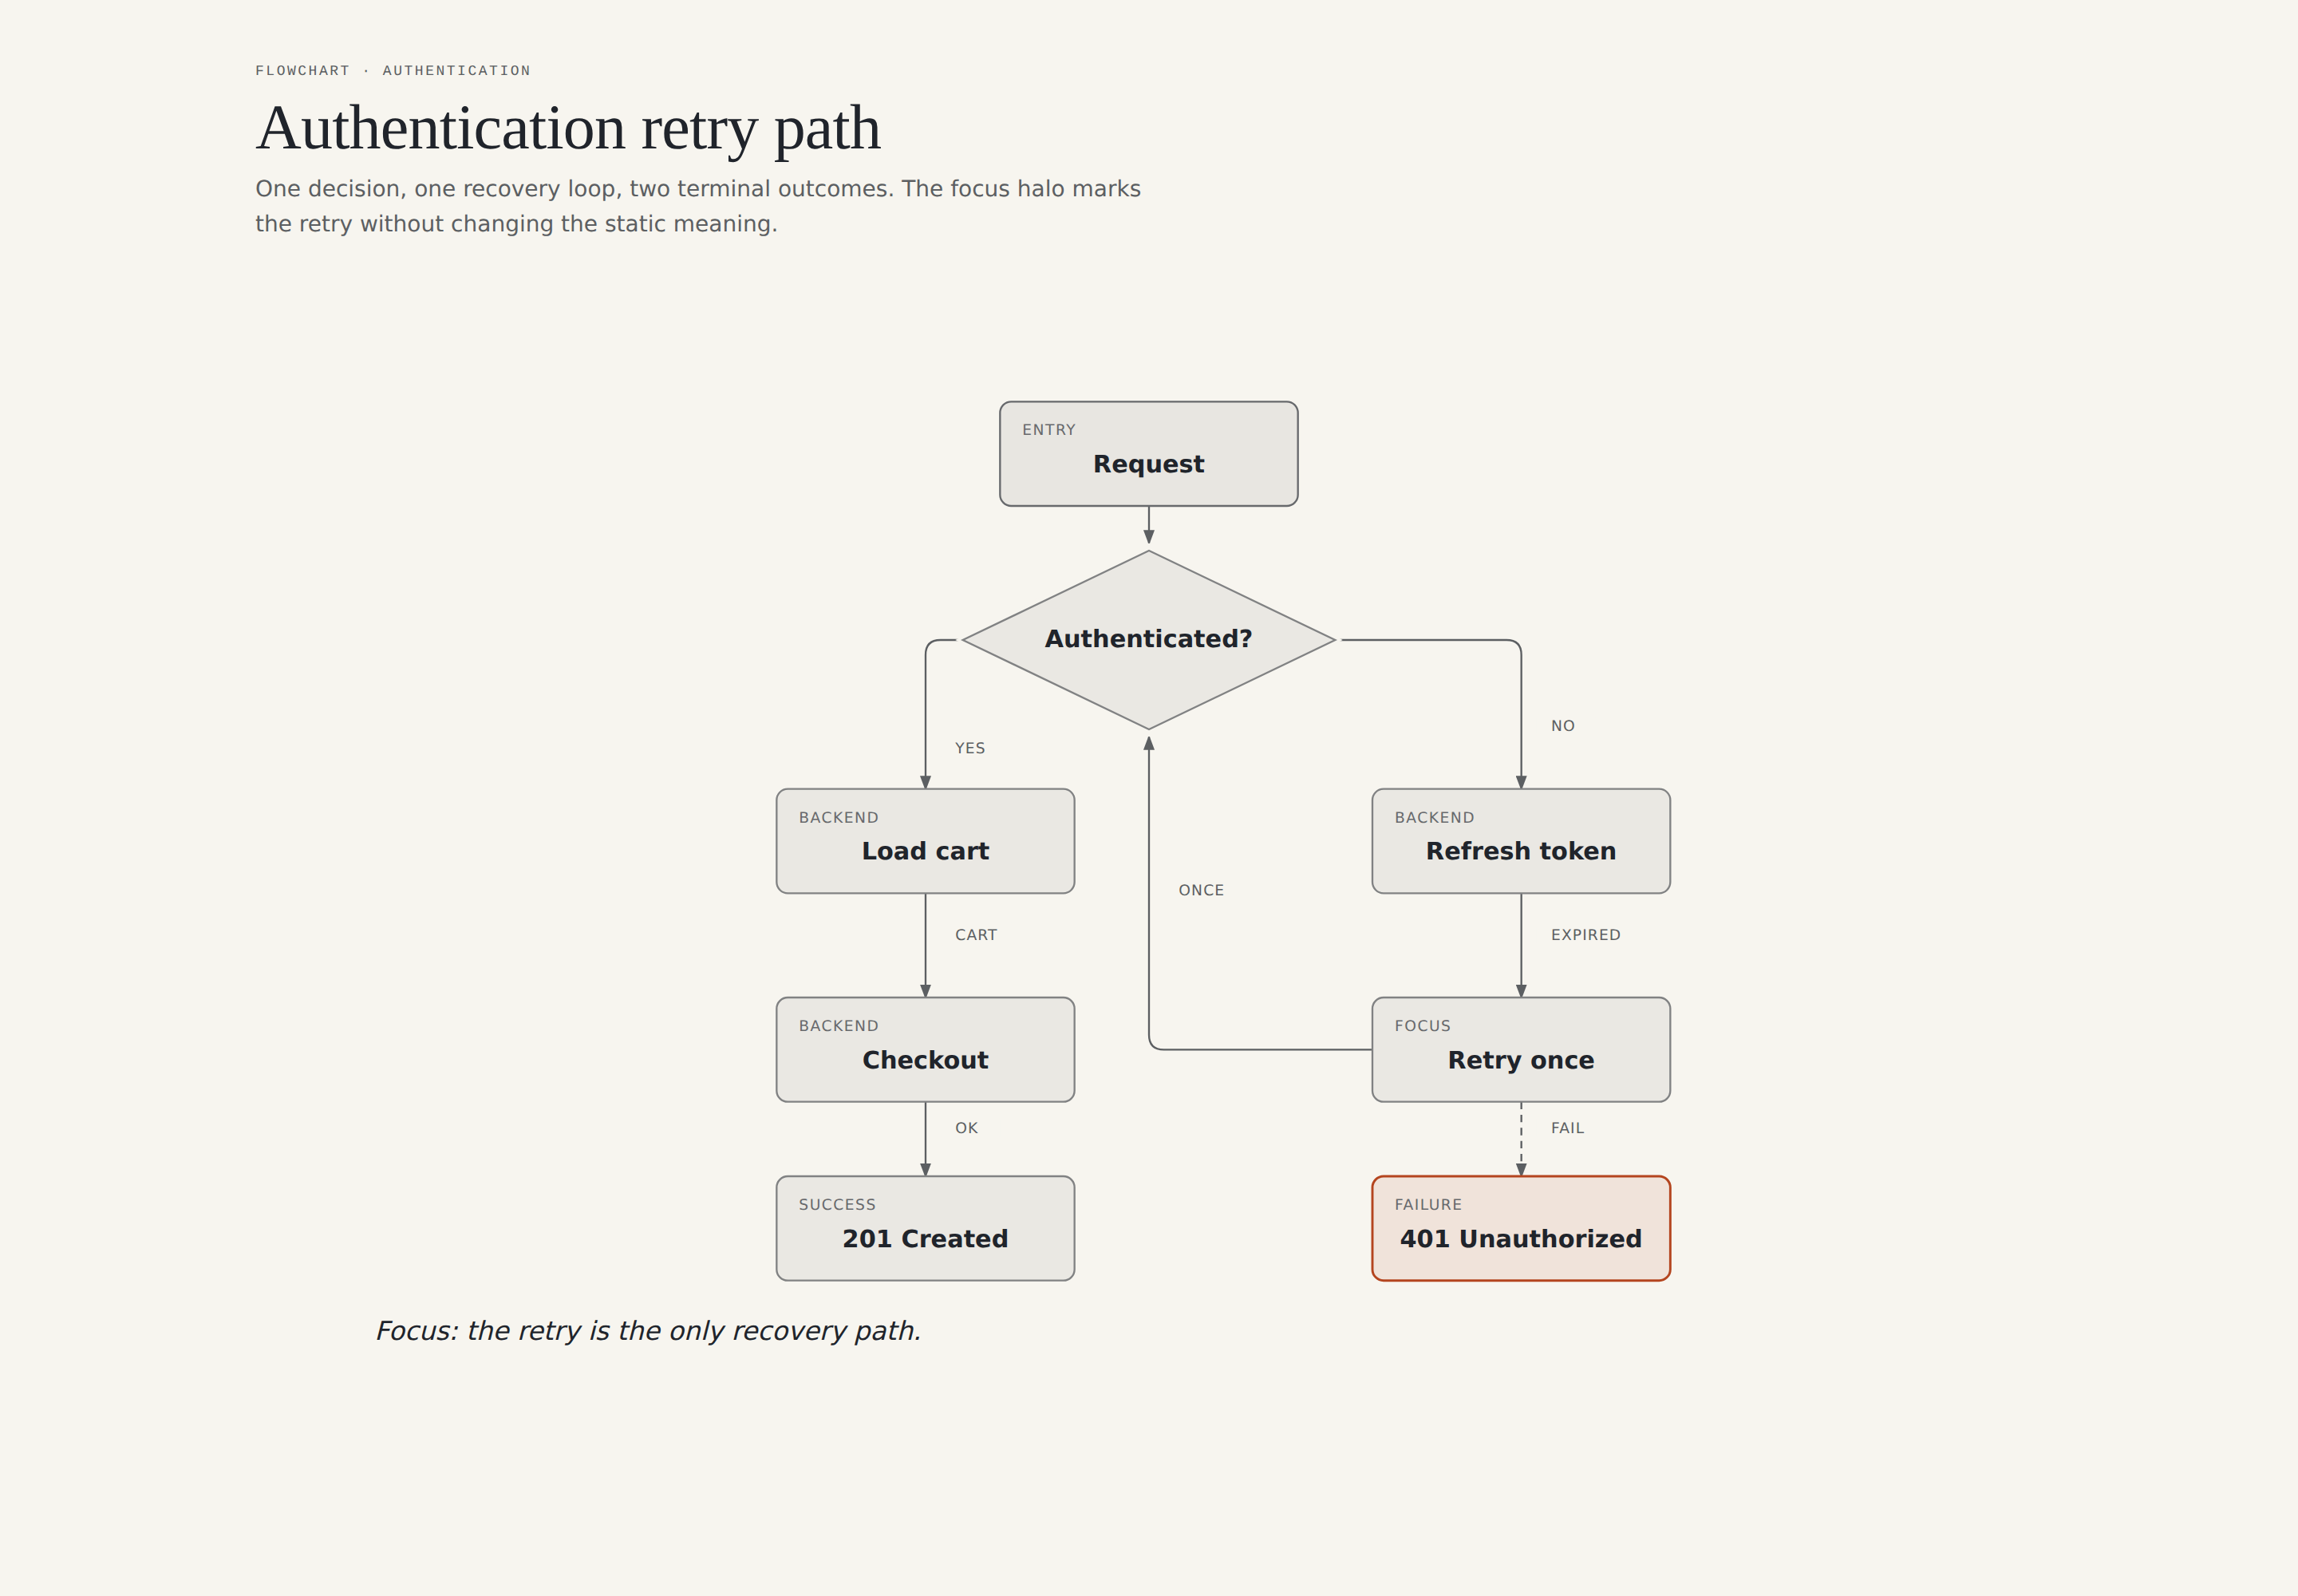 FLOWCHART · AUTHENTICATION
Authentication retry path
One decision, one recovery loop, two terminal outcomes. The focus halo marks
the retry without changing the static meaning.
ENTRY
Request
Authenticated?
YES
NO
BACKEND
Load cart
BACKEND
Refresh token
ONCE
CART
EXPIRED
BACKEND
Checkout
FOCUS
Retry once
OK
FAIL
SUCCESS
201 Created
FAILURE
401 Unauthorized
Focus: the retry is the only recovery path.